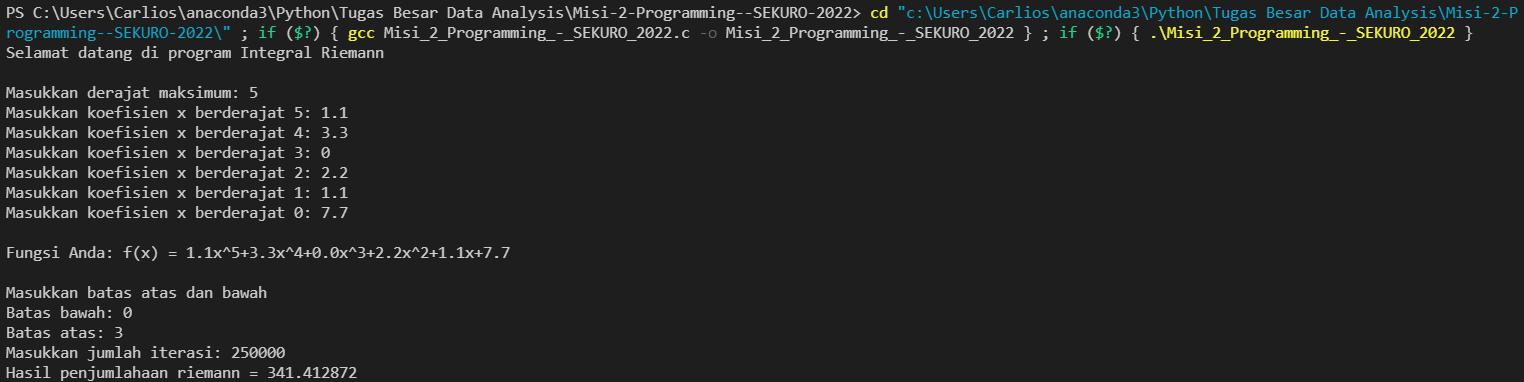 PS C:\Users\Carlios\anaconda3\Python\Tugas Besar Data Analysis\Misi-2-Programming--SEKURO-2022> cd "c:\Users\Carlios\anaconda3\Python\Tugas Besar Data Analysis\Misi-2-P
rogramming--SEKURO-2022\" ; if ($?) { gcc Misi_2_Programming_-_SEKURO_2022.c -o Misi_2_Programming_-_SEKURO_2022 } ; if ($?) { .\Misi_2_Programming_-_SEKURO_2022 }
Selamat datang di program Integral Riemann
Masukkan derajat maksimum: 5
Masukkan koefisien x berderajat 5: 1.1
Masukkan koefisien x berderajat 4: 3.3
Masukkan koefisien x berderajat 3: 0
Masukkan koefisien x berderajat 2: 2.2
Masukkan koefisien x berderajat 1: 1.1
Masukkan koefisien x berderajat 0: 7.7
Fungsi Anda: f(x) = 1.1x^5+3.3x^4+0.0x^3+2.2x^2+1.1x+7.7
Masukkan batas atas dan bawah
Batas bawah: 0
Batas atas: 3
Masukkan jumlah iterasi: 250000
Hasil penjumlahaan riemann = 341.412872